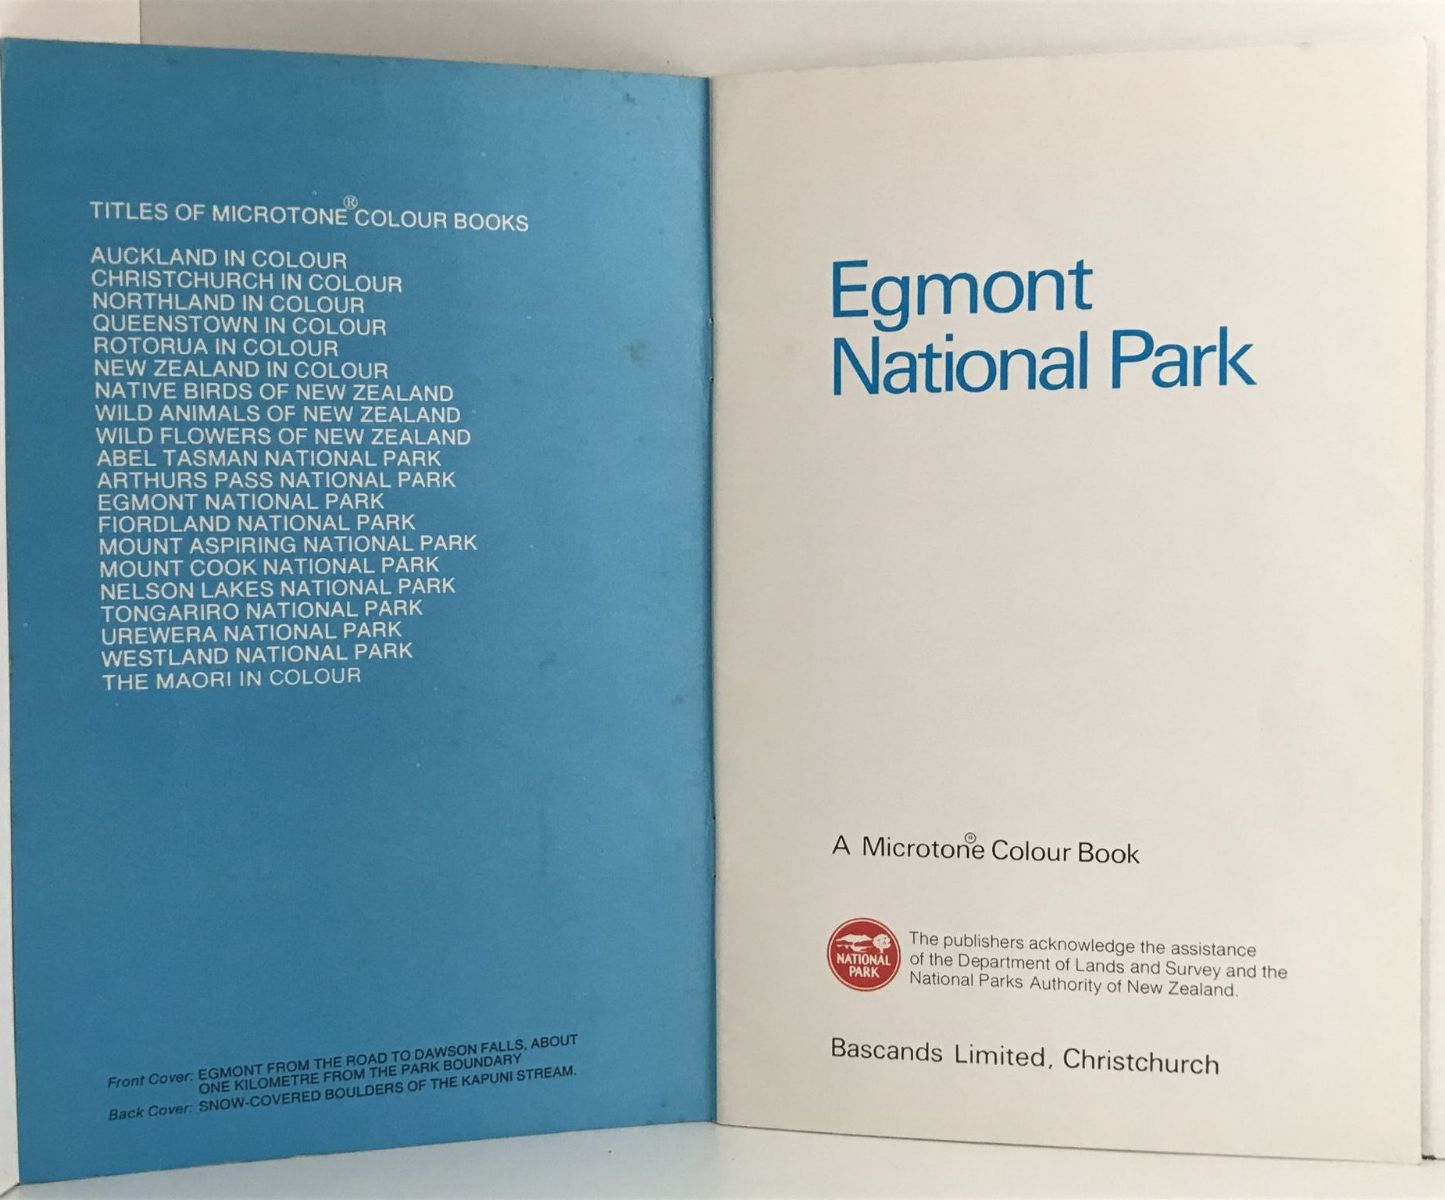 TITLES OF MICROTONE® COLOUR BOOKS
AUCKLAND IN COLOUR
CHRISTCHURCH IN COLOUR
NORTHLAND IN COLOUR
QUEENSTOWN IN COLOUR
ROTORUA IN COLOUR
NEW ZEALAND IN COLOUR
NATIVE BIRDS OF NEW ZEALAND
WILD ANIMALS OF NEW ZEALAND
WILD FLOWERS OF NEW ZEALAND
ABEL TASMAN NATIONAL PARK
ARTHURS PASS NATIONAL PARK
EGMONT NATIONAL PARK
FIORDLAND NATIONAL PARK
MOUNT ASPIRING NATIONAL PARK
MOUNT COOK NATIONAL PARK
NELSON LAKES NATIONAL PARK
TONGARIRO NATIONAL PARK
UREWERA NATIONAL PARK
WESTLAND NATIONAL PARK
THE MAORI IN COLOUR
Front Cover: EGMONT FROM THE ROAD TO DAWSON FALLS, ABOUT
ONE KILOMETRE FROM THE PARK BOUNDARY
Back Cover: SNOW-COVERED BOULDERS OF THE KAPUNI STREAM.
Egmont
National Park
A Microtone® Colour Book
NATIONAL
PARK
The publishers acknowledge the assistance
of the Department of Lands and Survey and the
National Parks Authority of New Zealand.
Bascands Limited, Christchurch